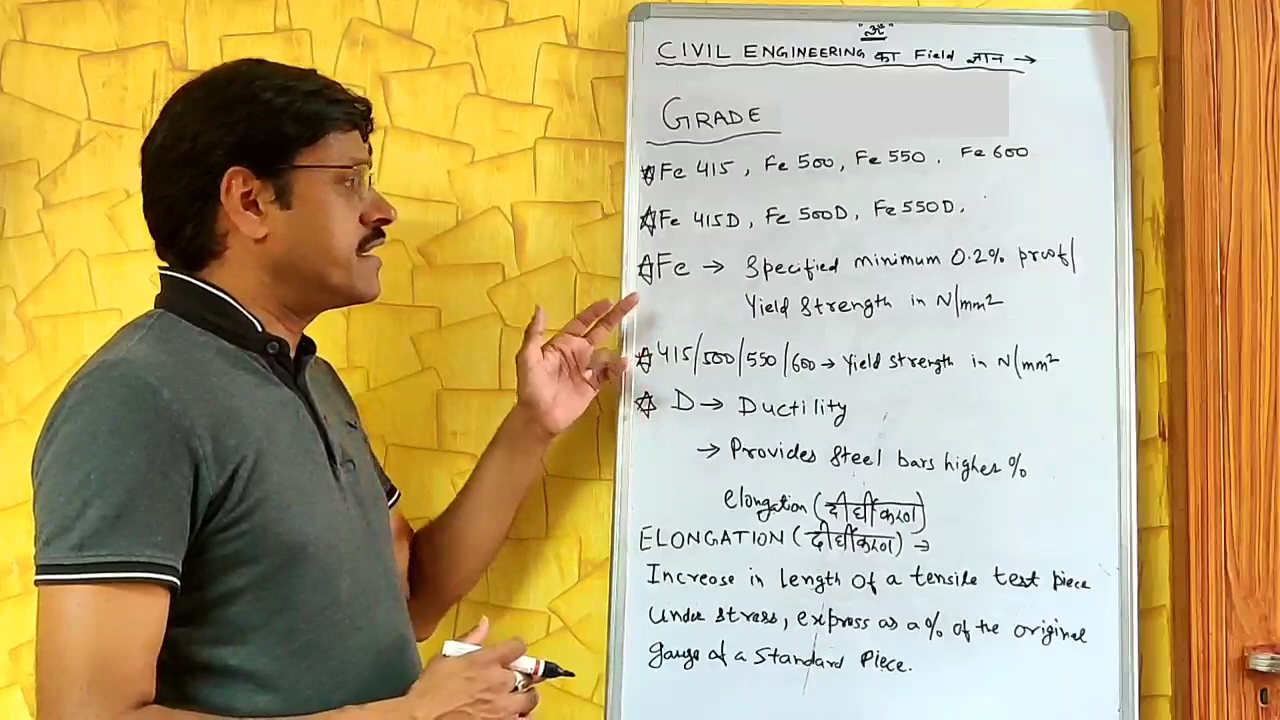 "ॐ"
CIVIL ENGINEERING का Field ज्ञान →
GRADE
☆ Fe 415, Fe 500, Fe 550, Fe 600
☆ Fe 415D, Fe 500D, Fe 550D,
☆ Fe → Specified minimum 0.2% proof/
Yield Strength in N/mm2
☆ 415/500/550/600 → Yield strength in N/mm2
☆ D → Ductility
→ Provides Steel bars higher %
elongation (दीर्घीकरण)
ELONGATION (दीर्घीकरण) →
Increase in length of a tensile test piece
Under stress, express as a % of the original
gauge of a Standard Piece.